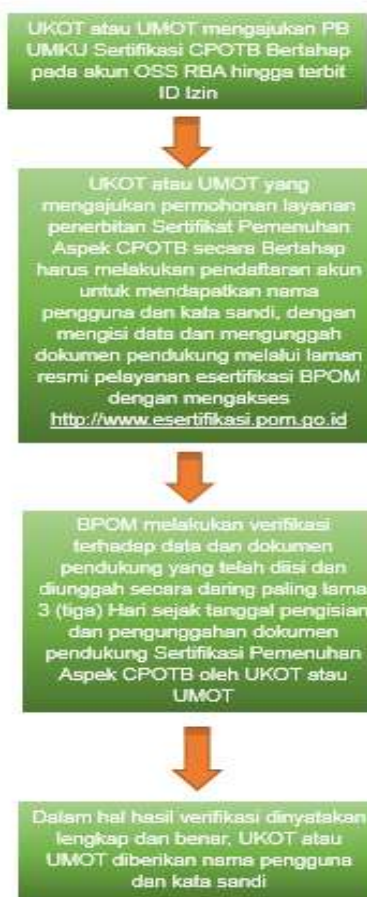 UKOT atau UMOT mengajukan PB
UMKU Sertifikasi CPOTB Bertahap
pada akun OSS RBA hingga terbit
ID Izin
UKOT atau UMOT yang
mengajukan permohonan layanan
penerbitan Sertifikat Pemenuhan
Aspek CPOTB secara Bertahap
harus melakukan pendaftaran akun
untuk mendapatkan nama
pengguna dan kata sandi, dengan
mengisi data dan mengunggah
dokumen pendukung melalui laman
resmi pelayanan esertifikasi BPOM
dengan mengakses
http://www.esertifikasi.pom.go.id
BPOM melakukan verifikasi
terhadap data dan dokumen
pendukung yang telah diisi dan
diunggah secara daring paling lama
3 (tiga) Hari sejak tanggal pengisian
dan pengunggahan dokumen
pendukung Sertifikasi Pemenuhan
Aspek CPOTB oleh UKOT atau
UMOT
Dalam hal hasil verifikasi dinyatakan
lengkap dan benar, UKOT atau
UMOT diberikan nama pengguna
dan kata sandi